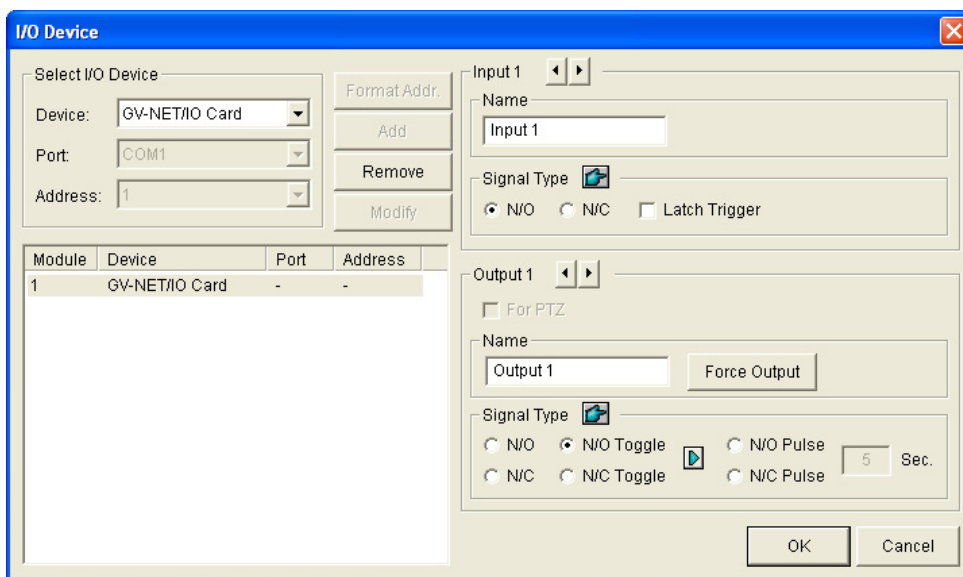 I/O Device
Select I/O Device
Device: GV-NET/IO Card
Port: COM1
Address: 1
Format Addr.
Add
Remove
Modify
Module Device Port Address
1 GV-NET/IO Card - -
Input 1
Name
Input 1
Signal Type
N/O N/C Latch Trigger
Output 1
For PTZ
Name
Output 1 Force Output
Signal Type
N/O N/O Toggle N/O Pulse 5 Sec.
N/C N/C Toggle N/C Pulse
OK Cancel